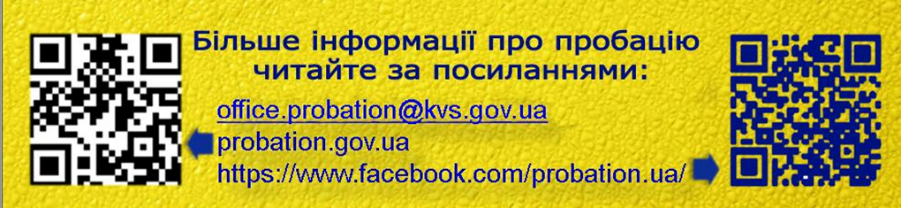 Більше інформації про пробацію
читайте за посиланнями:
office.probation@kvs.gov.ua
probation.gov.ua
https://www.facebook.com/probation.ua/